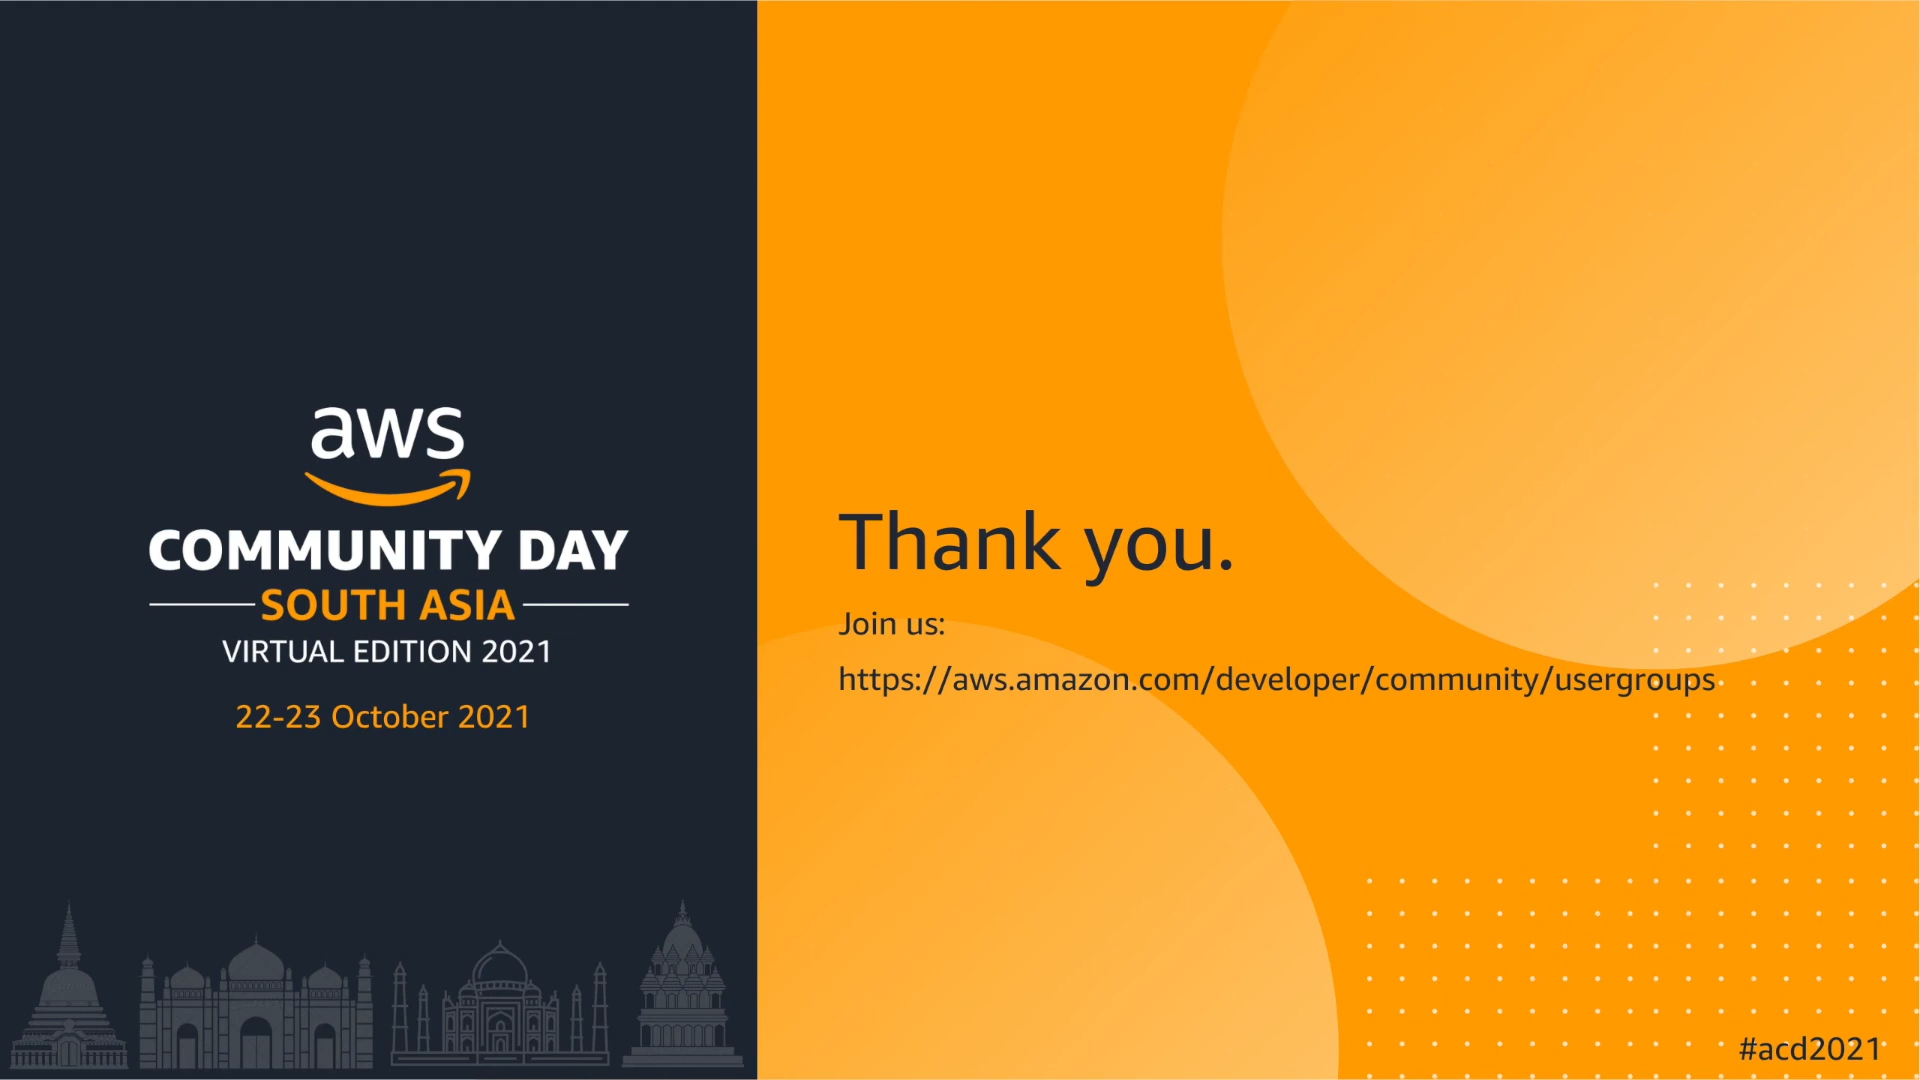 aws
COMMUNITY DAY
SOUTH ASIA
VIRTUAL EDITION 2021
22-23 October 2021
Thank you.
Join us:
https://aws.amazon.com/developer/community/usergroups
#acd2021